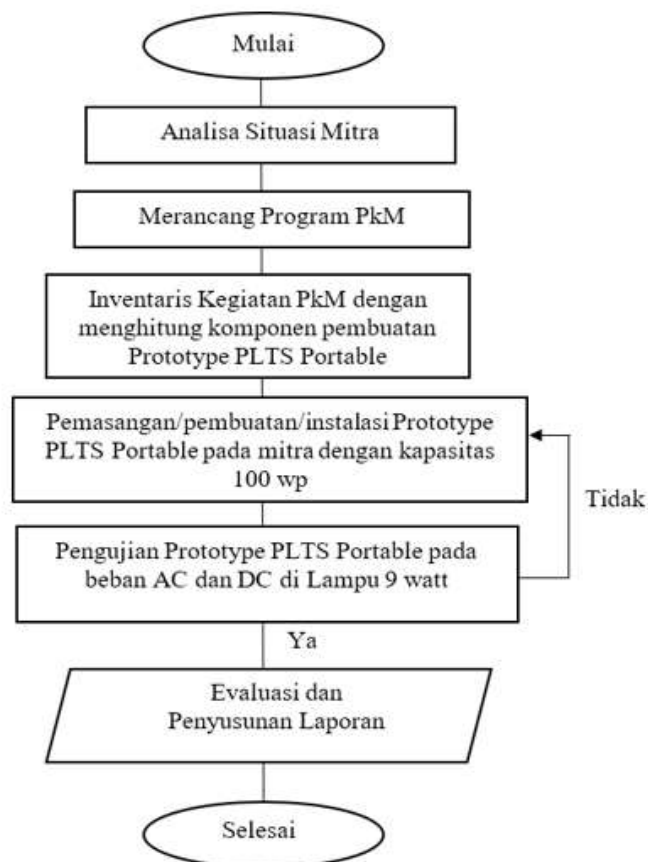 Mulai
Analisa Situasi Mitra
Merancang Program PkM
Inventaris Kegiatan PkM dengan
menghitung komponen pembuatan
Prototype PLTS Portable
Pemasangan/pembuatan/instalasi Prototype
PLTS Portable pada mitra dengan kapasitas
100 wp
Tidak
Pengujian Prototype PLTS Portable pada
beban AC dan DC di Lampu 9 watt
Ya
Evaluasi dan
Penyusunan Laporan
Selesai